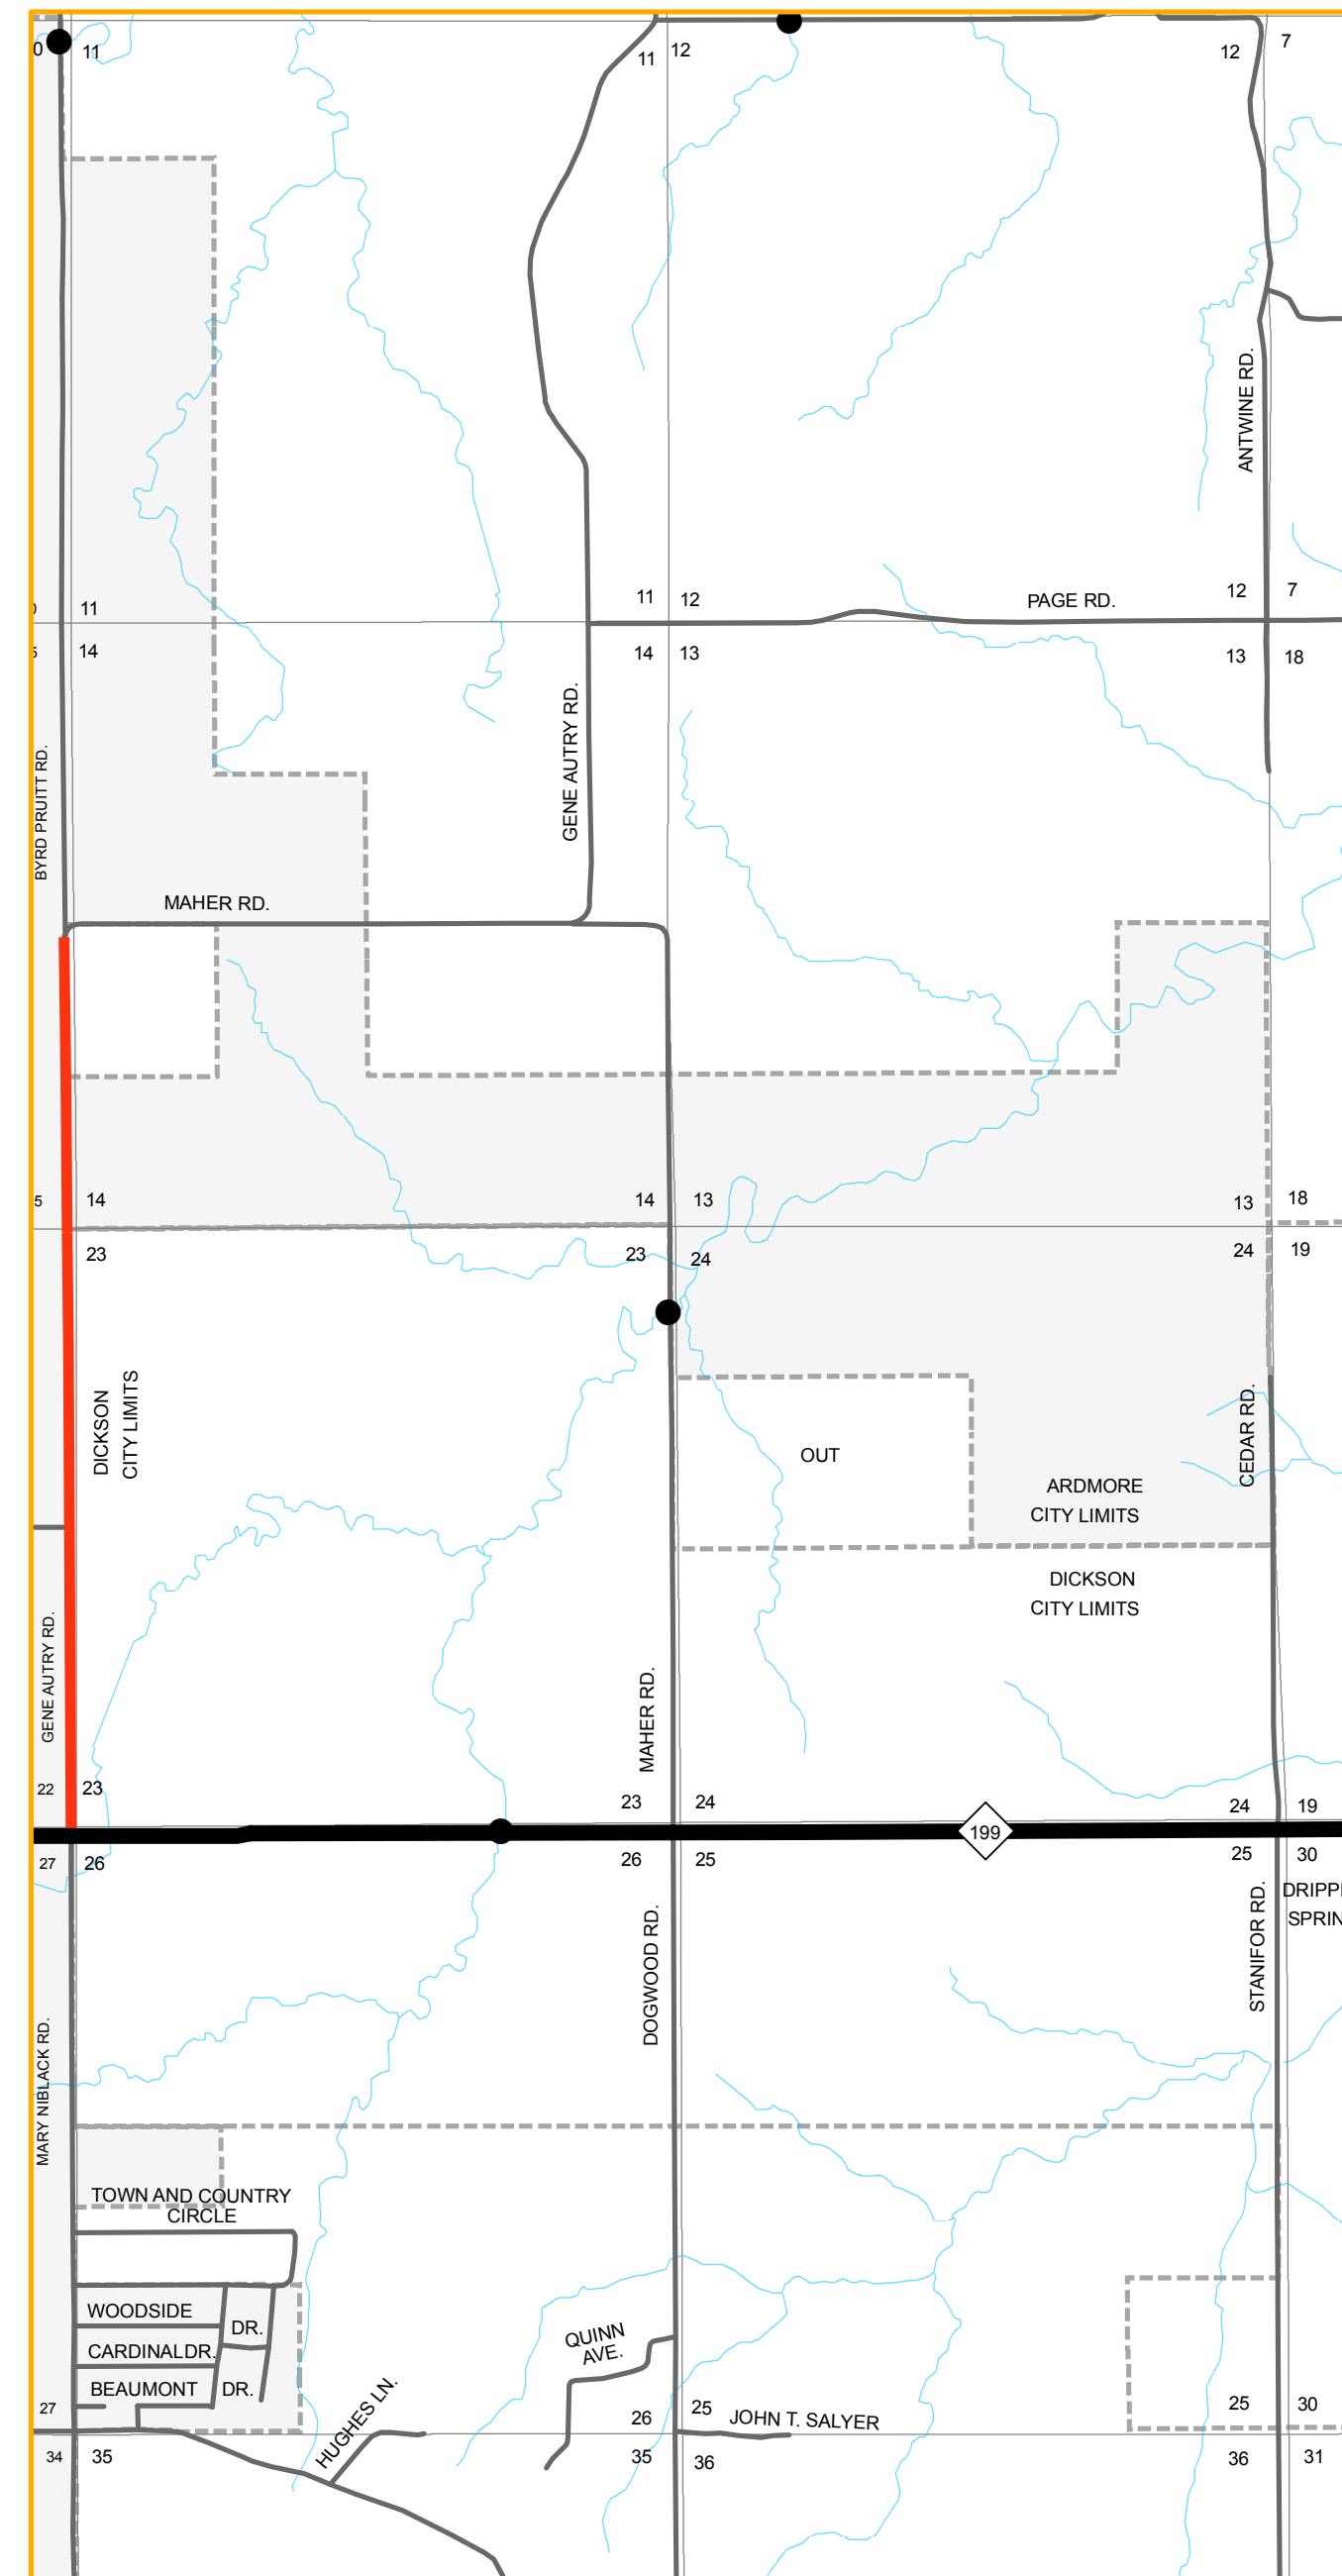 11
11
12
12
7
ANTWINE RD.
11
11
12
PAGE RD.
12
7
14
14
13
13
18
BYRD PRUITT RD.
GENE AUTRY RD.
MAHER RD.
5
14
14
13
13
18
23
23
24
24
19
DICKSON
CITY LIMITS
OUT
CEDAR RD.
ARDMORE
CITY LIMITS
DICKSON
CITY LIMITS
GENE AUTRY RD.
MAHER RD.
22
23
23
24
24
19
199
27
26
26
25
25
30
DRIPPI
SPRIN
STANIFOR RD.
DOGWOOD RD.
MARY NIBLACK RD.
TOWN AND COUNTRY
CIRCLE
WOODSIDE
DR.
CARDINALDR.
BEAUMONT
DR.
QUINN
AVE.
HUGHES LN.
27
26
25
JOHN T. SALYER
25
30
34
35
35
36
36
31